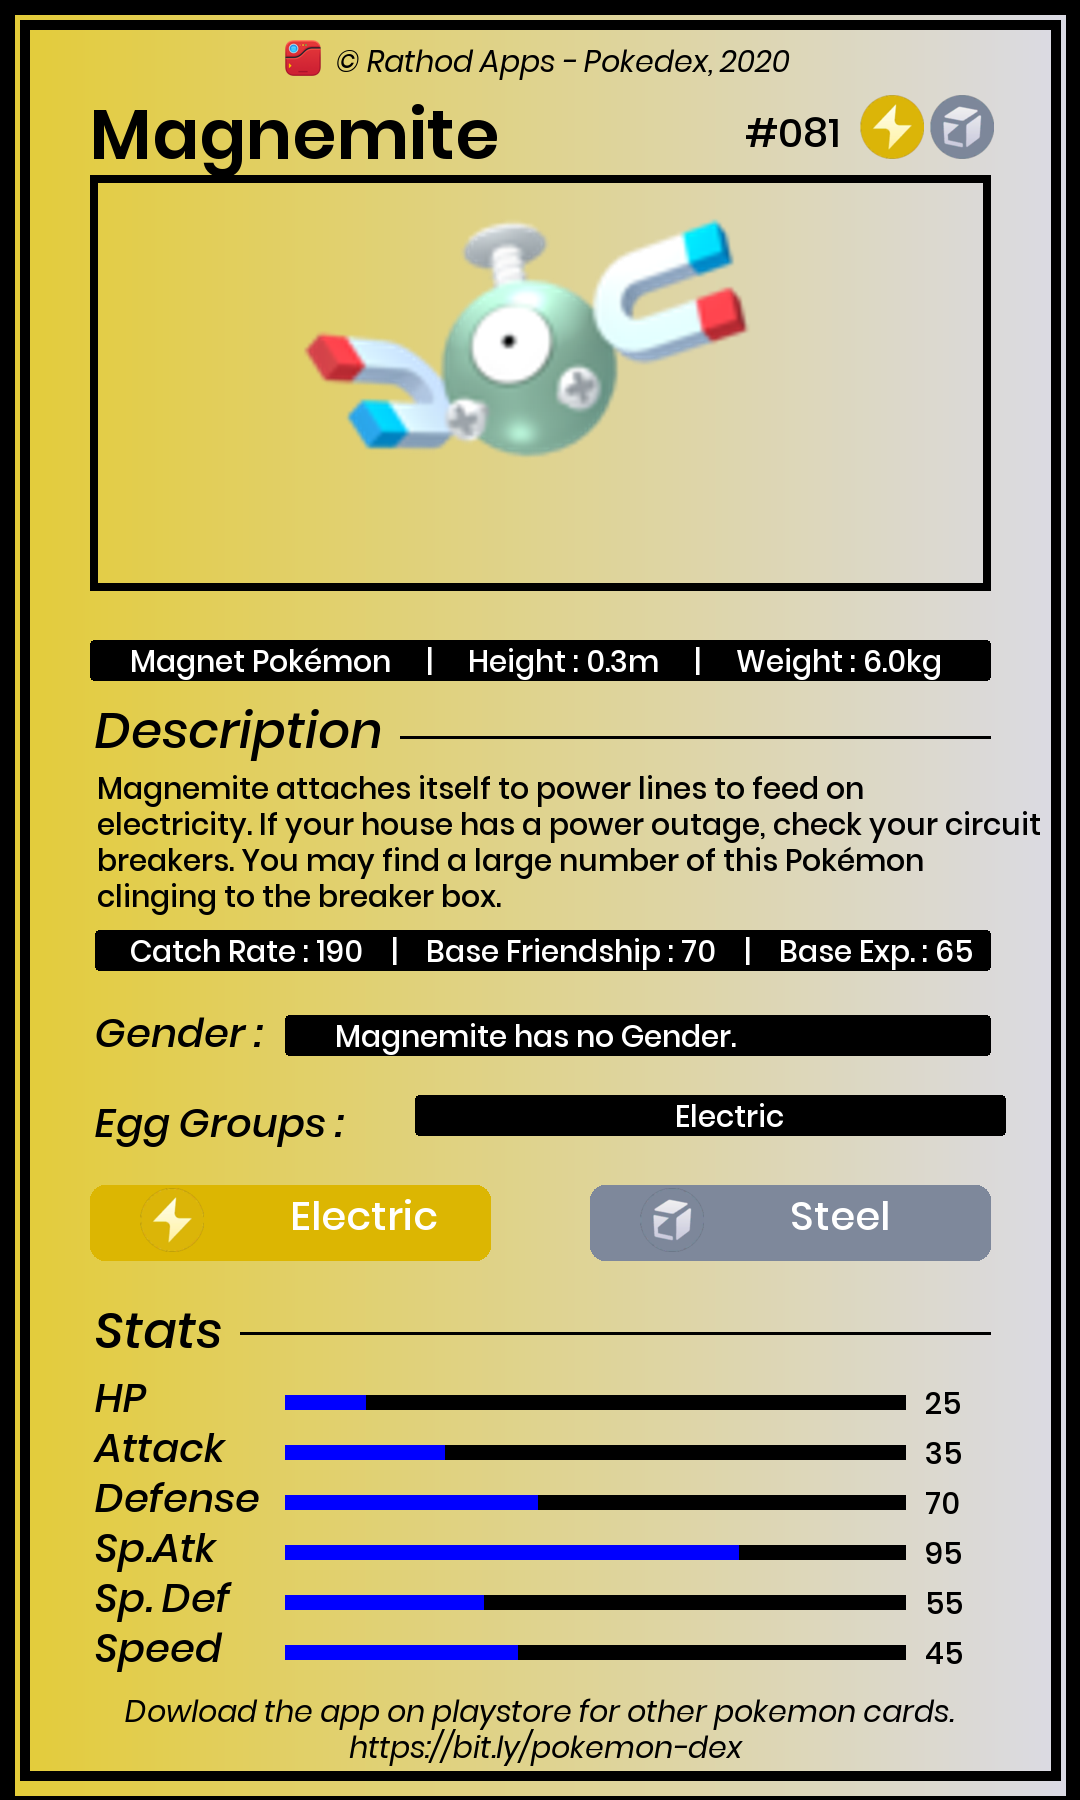 © Rathod Apps - Pokedex, 2020
Magnemite
#081
Magnet Pokémon | Height : 0.3m | Weight : 6.0kg
Description
Magnemite attaches itself to power lines to feed on
electricity. If your house has a power outage, check your circuit
breakers. You may find a large number of this Pokémon
clinging to the breaker box.
Catch Rate : 190 | Base Friendship : 70 | Base Exp. : 65
Gender : Magnemite has no Gender.
Egg Groups : Electric
Electric Steel
Stats
HP 25
Attack 35
Defense 70
Sp.Atk 95
Sp. Def 55
Speed 45
Dowload the app on playstore for other pokemon cards.
https://bit.ly/pokemon-dex